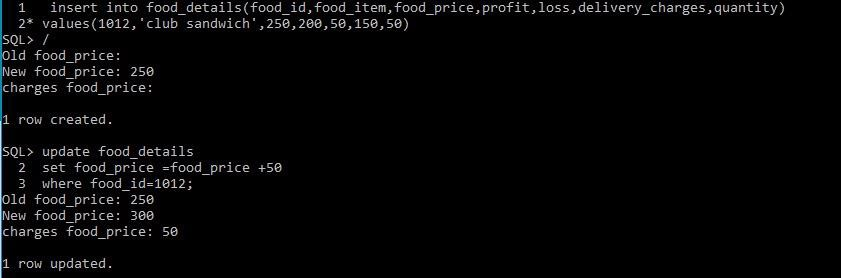 1   insert into food_details(food_id,food_item,food_price,profit,loss,delivery_charges,quantity)
2* values(1012,'club sandwich',250,200,50,150,50)
SQL> /
Old food_price:
New food_price: 250
charges food_price:
1 row created.
SQL> update food_details
2  set food_price =food_price +50
3  where food_id=1012;
Old food_price: 250
New food_price: 300
charges food_price: 50
1 row updated.